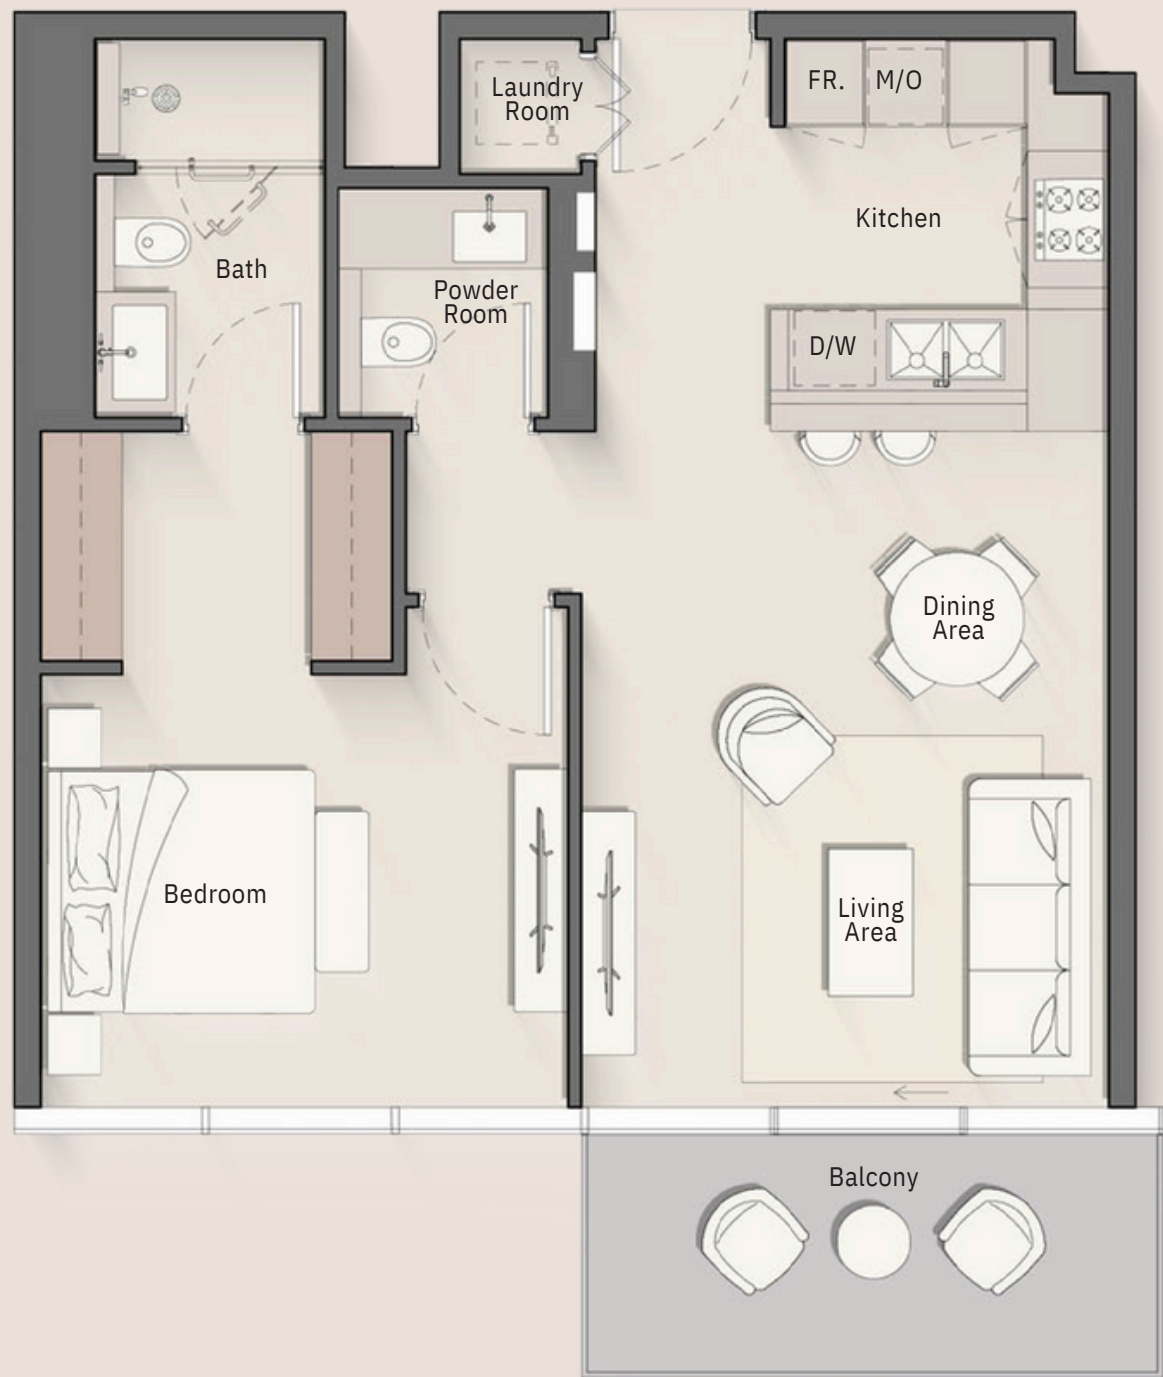 Laundry
Room
FR.
M/O
Kitchen
Bath
Powder
Room
D/W
Dining
Area
Bedroom
Living
Area
Balcony